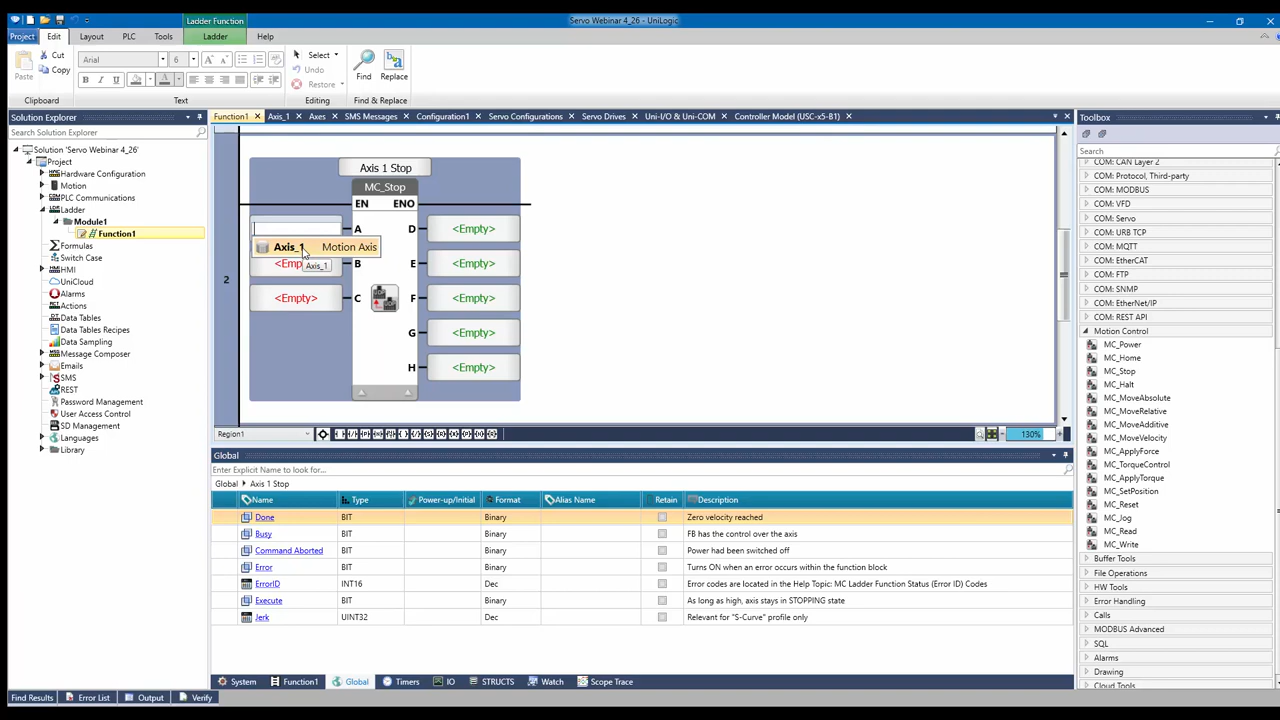 Ladder Function
Servo Webinar 4_26 - UniLogic
Project
Edit
Layout
PLC
Tools
Ladder
Help
Paste
Cut
Copy
Clipboard
Arial
6
B I U
Text
Select
Undo
Restore
Editing
Find
Replace
Find & Replace
Solution Explorer
Search Solution Explorer
Solution 'Servo Webinar 4_26'
Project
Hardware Configuration
Motion
PLC Communications
Ladder
Module1
Function1
Formulas
Switch Case
HMI
UniCloud
Alarms
Actions
Data Tables
Data Tables Recipes
Data Sampling
Message Composer
Emails
SMS
REST
Password Management
User Access Control
SD Management
Languages
Library
Function1
Axis_1
Axes
SMS Messages
Configuration1
Servo Configurations
Servo Drives
Uni-I/O & Uni-COM
Controller Model (USC-x5-B1)
Axis 1 Stop
MC_Stop
EN ENO
A D <Empty>
Axis_1 Motion Axis
Axis_1
<Emp B E <Empty>
<Empty> C F <Empty>
2
G <Empty>
H <Empty>
Region1
130%
Global
Enter Explicit Name to look for...
Global Axis 1 Stop
Name Type Power-up/Initial Format Alias Name Retain Description
Done BIT Binary Zero velocity reached
Busy BIT Binary FB has the control over the axis
Command Aborted BIT Binary Power had been switched off
Error BIT Binary Turns ON when an error occurs within the function block
ErrorID INT16 Dec Error codes are located in the Help Topic: MC Ladder Function Status (Error ID) Codes
Execute BIT Binary As long as high, axis stays in STOPPING state
Jerk UINT32 Dec Relevant for "S-Curve" profile only
System
Function1
Global
Timers
IO
STRUCTS
Watch
Scope Trace
Toolbox
Search
COM: CAN Layer 2
COM: Protocol, Third-party
COM: MODBUS
COM: VFD
COM: Servo
COM: URB TCP
COM: MQTT
COM: EtherCAT
COM: FTP
COM: SNMP
COM: EtherNet/IP
COM: REST API
Motion Control
MC_Power
MC_Home
MC_Stop
MC_Halt
MC_MoveAbsolute
MC_MoveRelative
MC_MoveAdditive
MC_MoveVelocity
MC_ApplyForce
MC_TorqueControl
MC_ApplyTorque
MC_SetPosition
MC_Reset
MC_Jog
MC_Read
MC_Write
Buffer Tools
File Operations
HW Tools
Error Handling
Calls
MODBUS Advanced
SQL
Alarms
Drawing
Cloud Tools
Find Results
Error List
Output
Verify